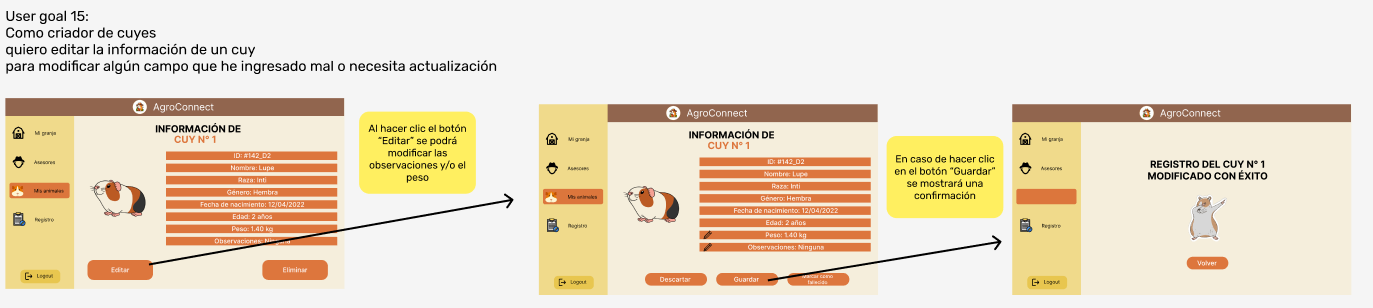 User goal 15:
Como criador de cuyes
quiero editar la información de un cuy
para modificar algún campo que he ingresado mal o necesita actualización
AgroConnect
Mi granja
Asesores
Mis animales
Registro
Logout
INFORMACIÓN DE
CUY N° 1
ID: #142_D2
Nombre: Lupe
Raza: Inti
Género: Hembra
Fecha de nacimiento: 12/04/2022
Edad: 2 años
Peso: 1.40 kg
Observaciones: Ninguna
Editar
Eliminar
Al hacer clic el botón
“Editar” se podrá
modificar las
observaciones y/o el
peso
AgroConnect
Mi granja
Asesores
Mis animales
Registro
Logout
INFORMACIÓN DE
CUY N° 1
ID: #142_D2
Nombre: Lupe
Raza: Inti
Género: Hembra
Fecha de nacimiento: 12/04/2022
Edad: 2 años
Peso: 1.40 kg
Observaciones: Ninguna
Descartar
Guardar
Marcar como
fallecido
En caso de hacer clic
en el botón “Guardar”
se mostrará una
confirmación
AgroConnect
Mi granja
Asesores
Registro
Logout
REGISTRO DEL CUY N° 1
MODIFICADO CON ÉXITO
Volver